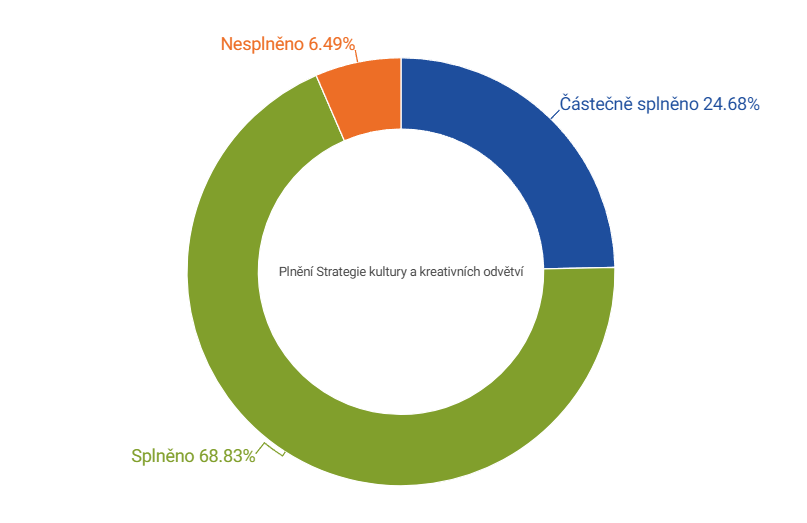 Nesplněno 6.49%
Částečně splněno 24.68%
Plnění Strategie kultury a kreativních odvětví
Splněno 68.83%